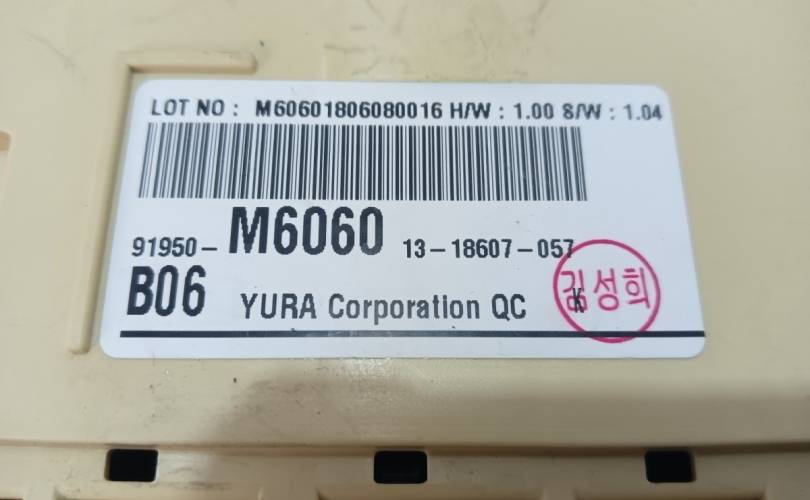 LOT NO : M60601806080016 H/W : 1.00 S/W : 1.04
91950- M6060 13-18607-057
B06 YURA Corporation QC K
김성희